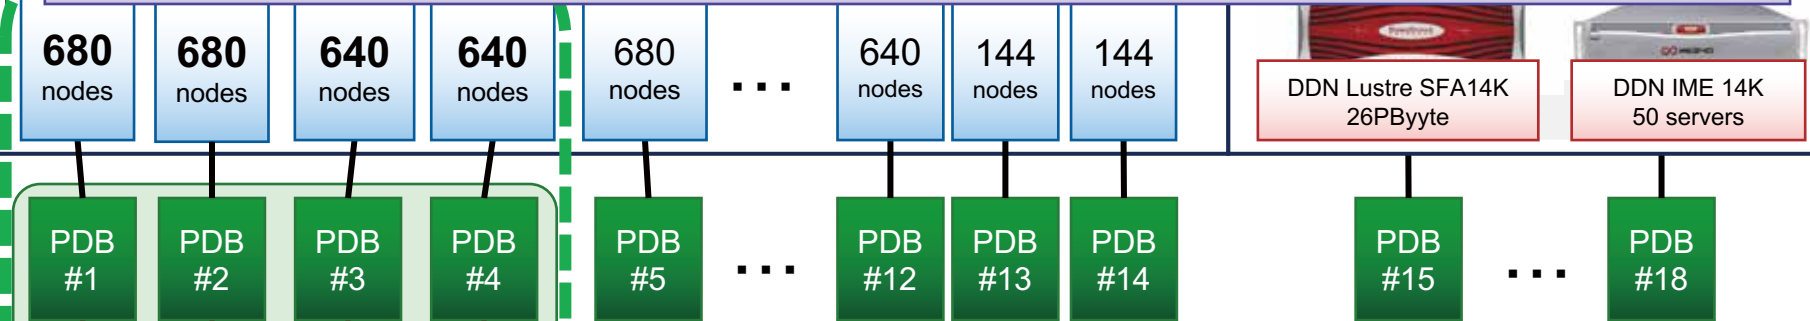 680
nodes
680
nodes
640
nodes
640
nodes
680
nodes
...
640
nodes
144
nodes
144
nodes
DDN Lustre SFA14K
26PByyte
DDN IME 14K
50 servers
PDB
#1
PDB
#2
PDB
#3
PDB
#4
PDB
#5
...
PDB
#12
PDB
#13
PDB
#14
PDB
#15
...
PDB
#18